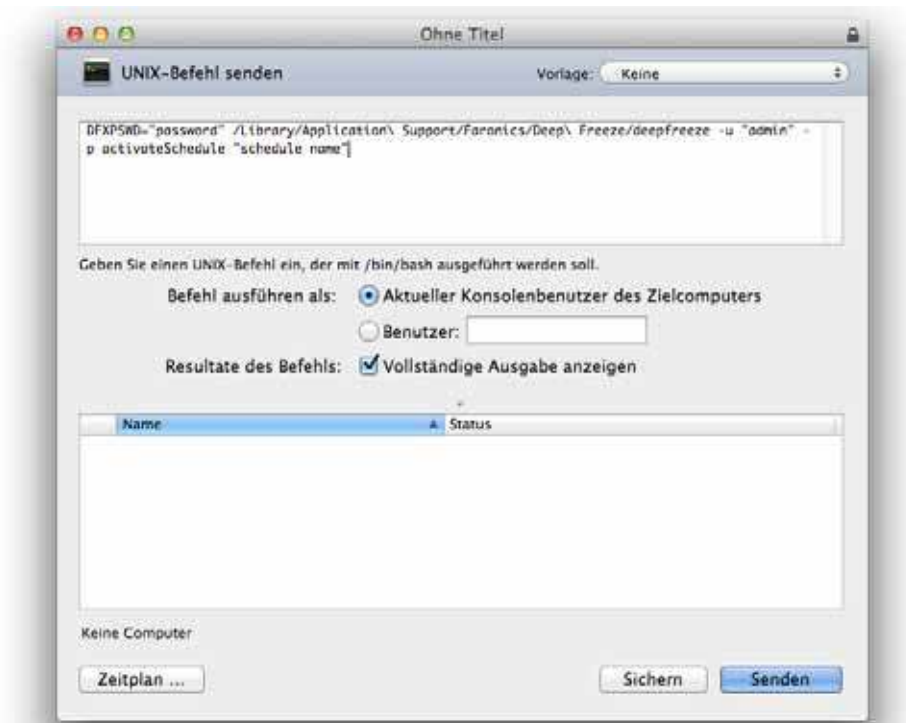 Ohne Titel
UNIX-Befehl senden
Vorlage: Keine
DFXPSWD="password" /Library/Application\ Support/Faronics/Deep\ Freeze/deepfreeze -u "admin" -
p activateSchedule "schedule name"
Geben Sie einen UNIX-Befehl ein, der mit /bin/bash ausgeführt werden soll.
Befehl ausführen als: Aktueller Konsolenbenutzer des Zielcomputers
Benutzer:
Resultate des Befehls: Vollständige Ausgabe anzeigen
Name Status
Keine Computer
Zeitplan ... Sichern Senden